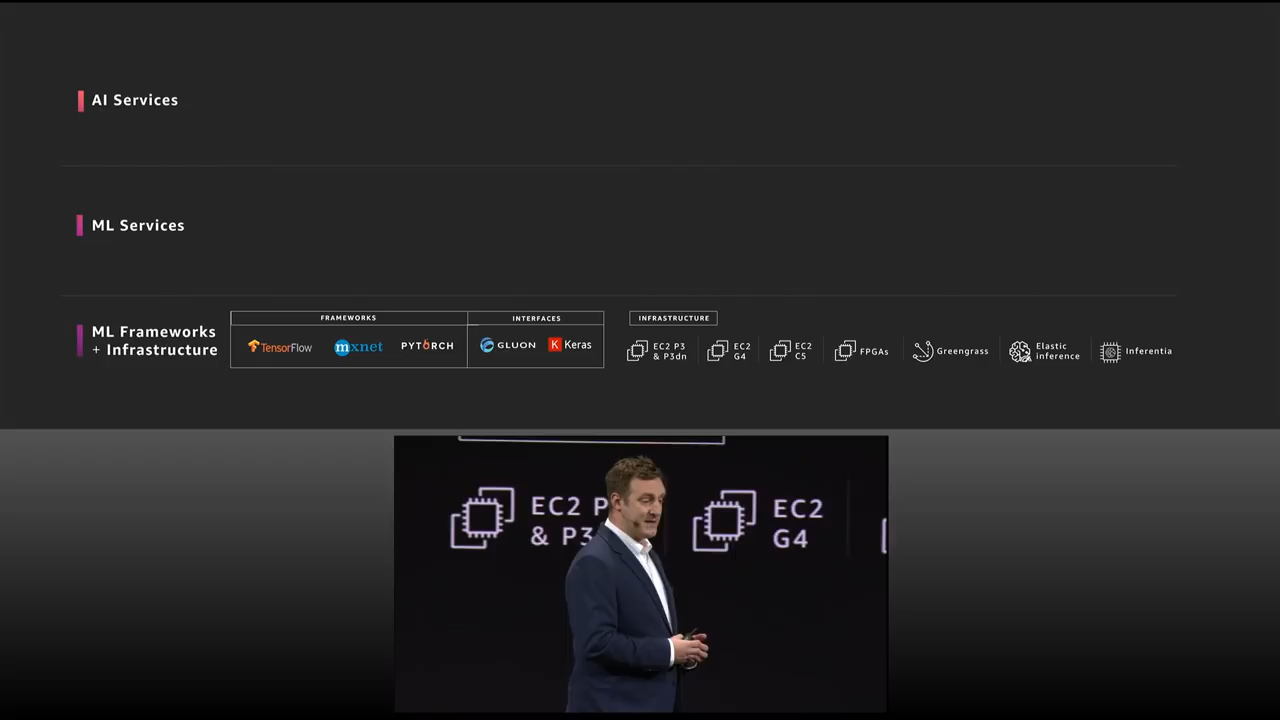 AI Services
ML Services
ML Frameworks
+ Infrastructure
FRAMEWORKS
INTERFACES
INFRASTRUCTURE
TensorFlow
mxnet
PYTORCH
GLUON
K Keras
EC2 P3
& P3dn
EC2
G4
EC2
C5
FPGAs
Greengrass
Elastic
inference
Inferentia
EC2 P
& P3
EC2
G4